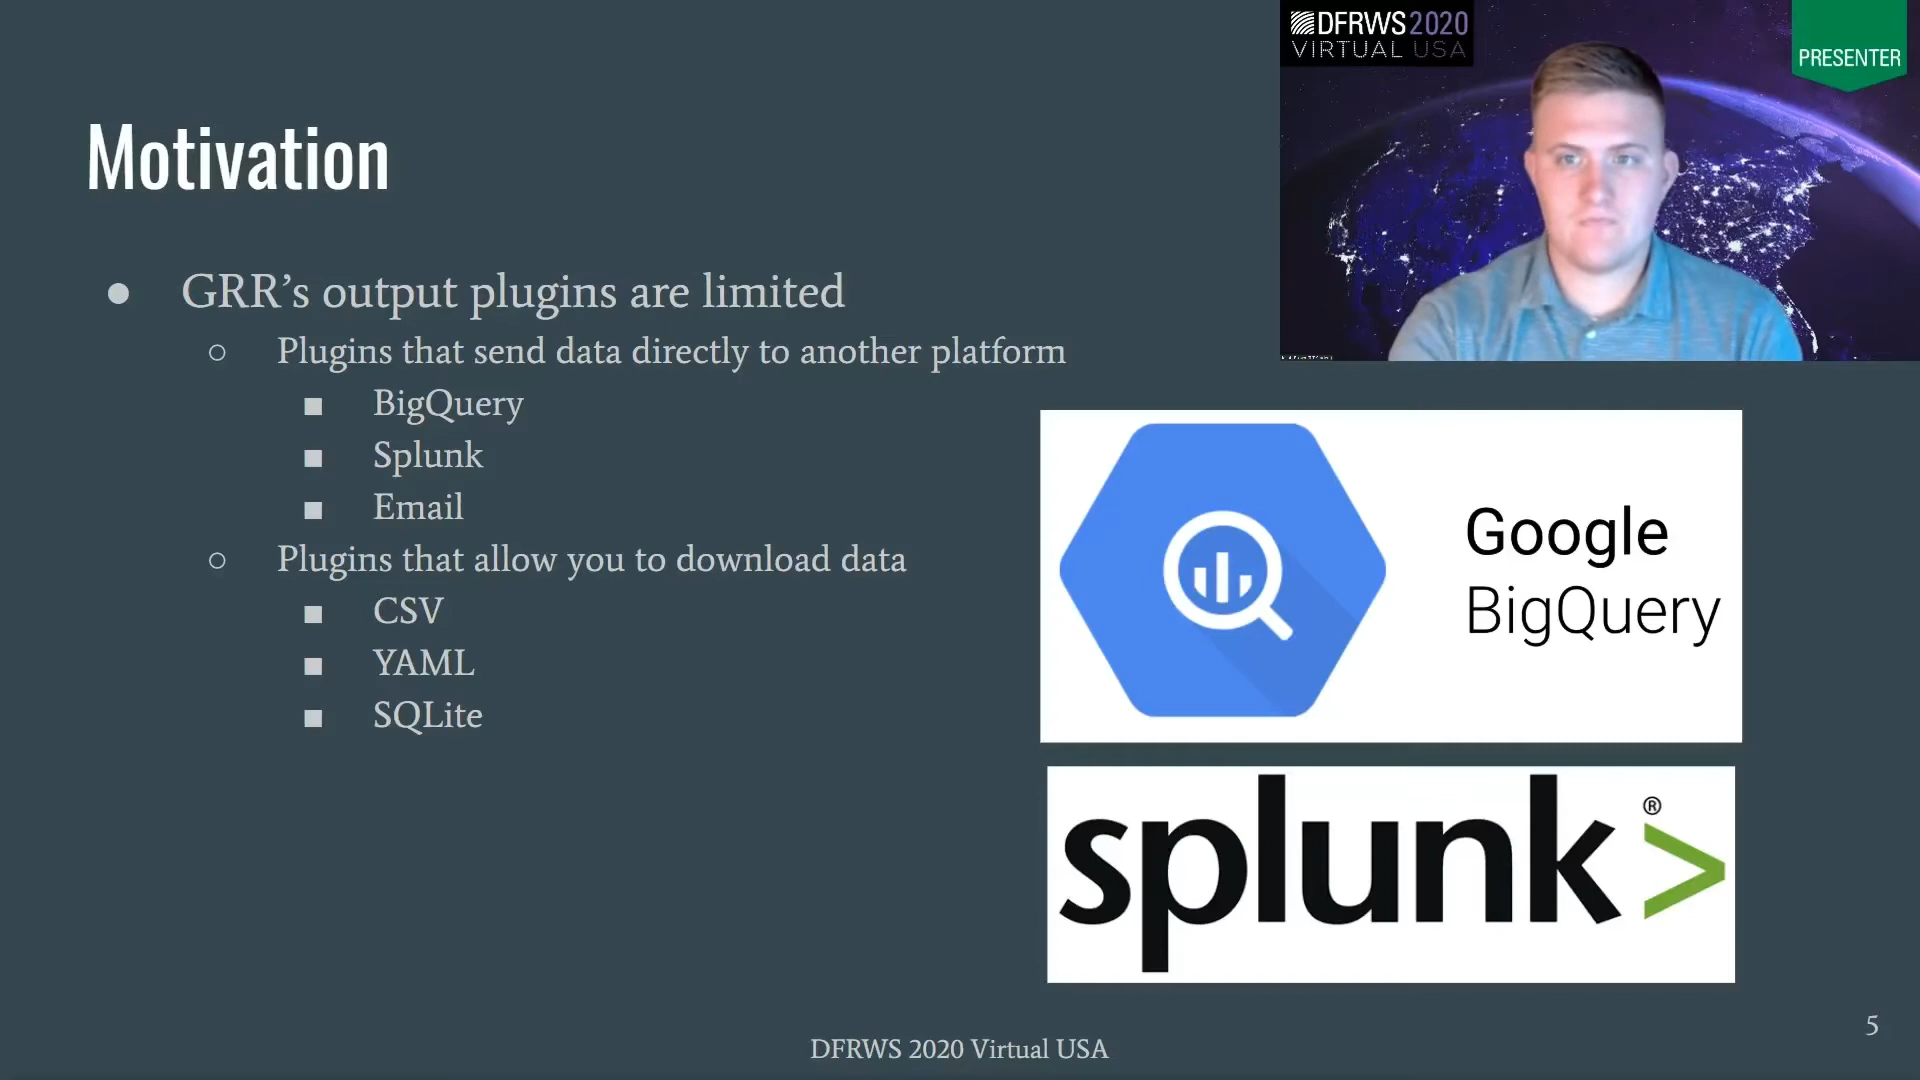 DFRWS 2020
VIRTUAL USA
PRESENTER
Motivation
● GRR’s output plugins are limited
○ Plugins that send data directly to another platform
■ BigQuery
■ Splunk
■ Email
○ Plugins that allow you to download data
■ CSV
■ YAML
■ SQLite
Google
BigQuery
splunk>®
DFRWS 2020 Virtual USA
5